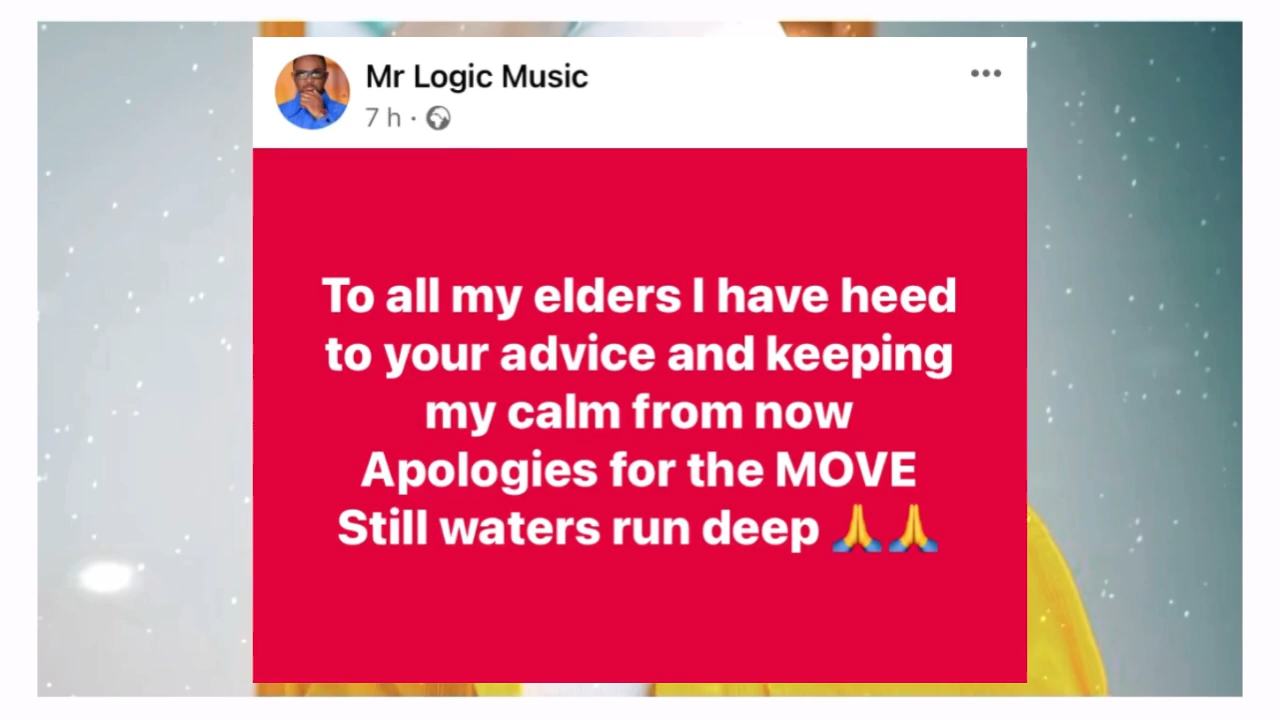 Mr Logic Music
7 h ·
To all my elders I have heed
to your advice and keeping
my calm from now
Apologies for the MOVE
Still waters run deep 🙏🙏